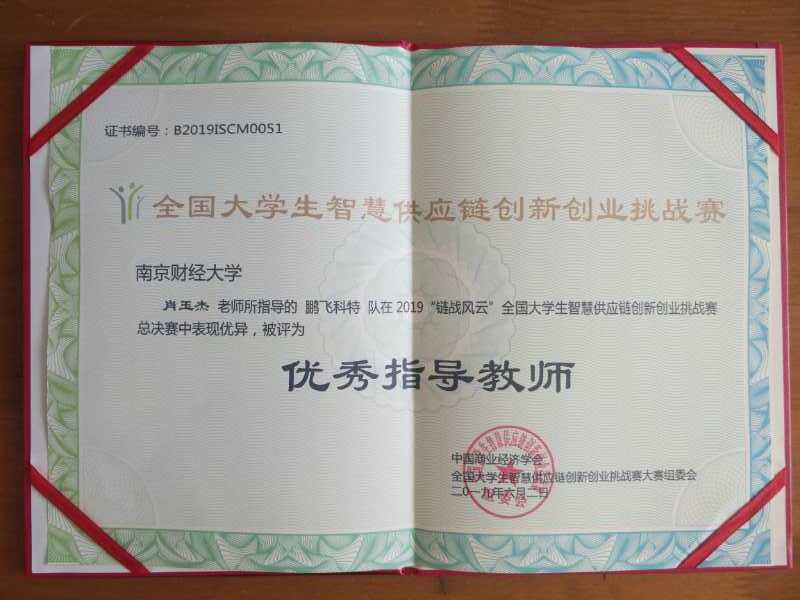 证书编号：B2019ISCM0051
全国大学生智慧供应链创新创业挑战赛
南京财经大学
肖玉杰 老师所指导的 鹏飞科特 队在2019“链战风云”全国大学生智慧供应链创新创业挑战赛
总决赛中表现优异，被评为
优秀指导教师
中国商业经济学会
全国大学生智慧供应链创新创业挑战赛大赛组委会
二〇一九年六月二日